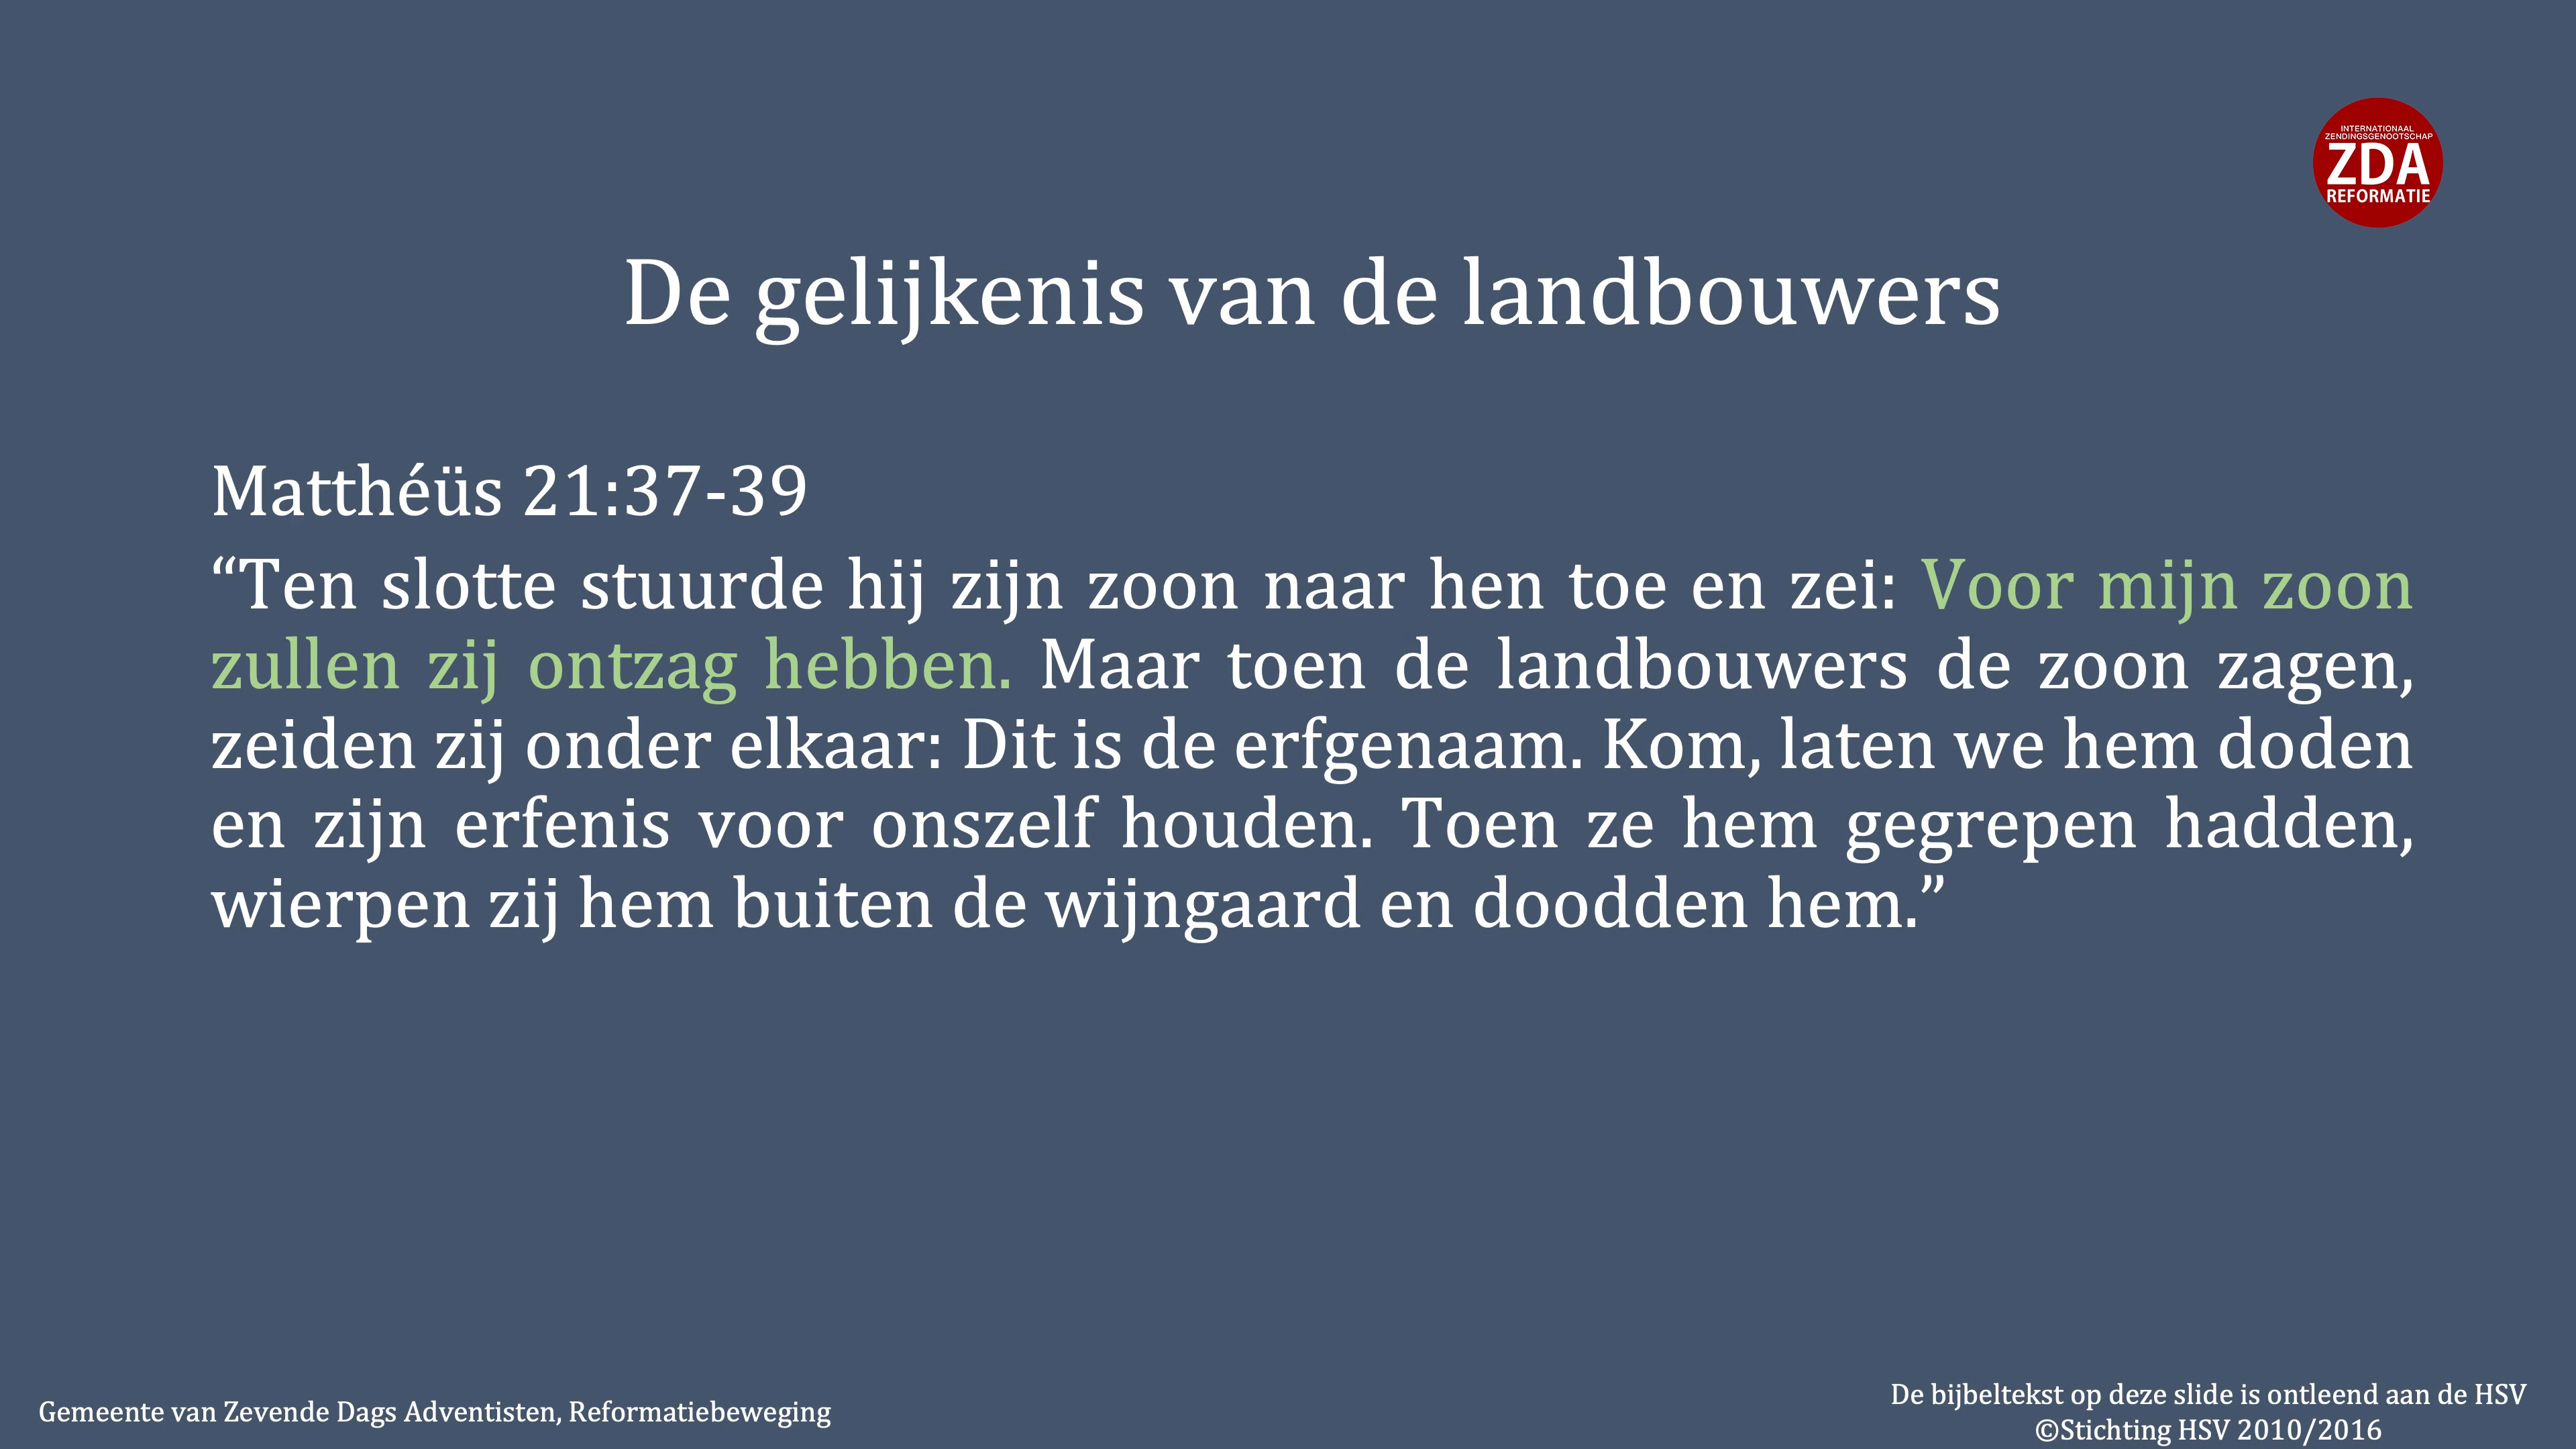 INTERNATIONAAL
ZENDINGSGENOOTSCHAP
ZDA
REFORMATIE
De gelijkenis van de landbouwers
Matthéüs 21:37-39
“Ten slotte stuurde hij zijn zoon naar hen toe en zei: Voor mijn zoon
zullen zij ontzag hebben. Maar toen de landbouwers de zoon zagen,
zeiden zij onder elkaar: Dit is de erfgenaam. Kom, laten we hem doden
en zijn erfenis voor onszelf houden. Toen ze hem gegrepen hadden,
wierpen zij hem buiten de wijngaard en doodden hem.”
Gemeente van Zevende Dags Adventisten, Reformatiebeweging
De bijbeltekst op deze slide is ontleend aan de HSV
©Stichting HSV 2010/2016